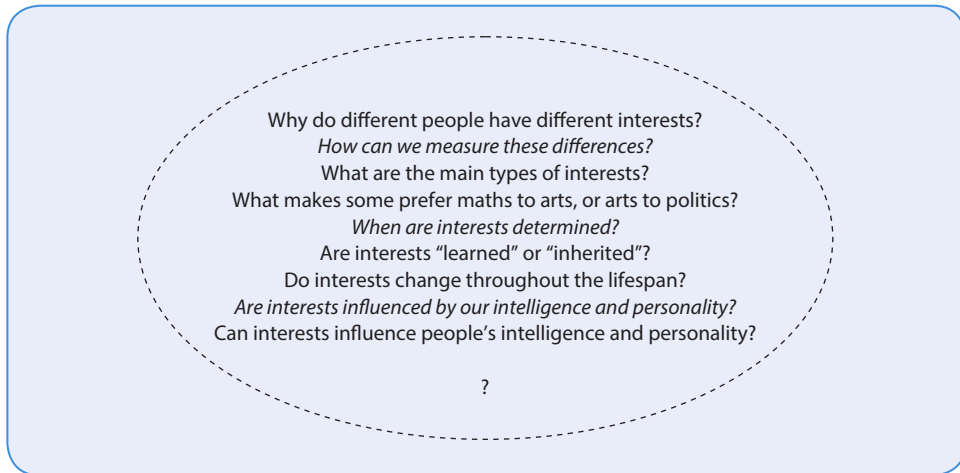 Why do different people have different interests?
How can we measure these differences?
What are the main types of interests?
What makes some prefer maths to arts, or arts to politics?
When are interests determined?
Are interests “learned” or “inherited”?
Do interests change throughout the lifespan?
Are interests influenced by our intelligence and personality?
Can interests influence people’s intelligence and personality?
?